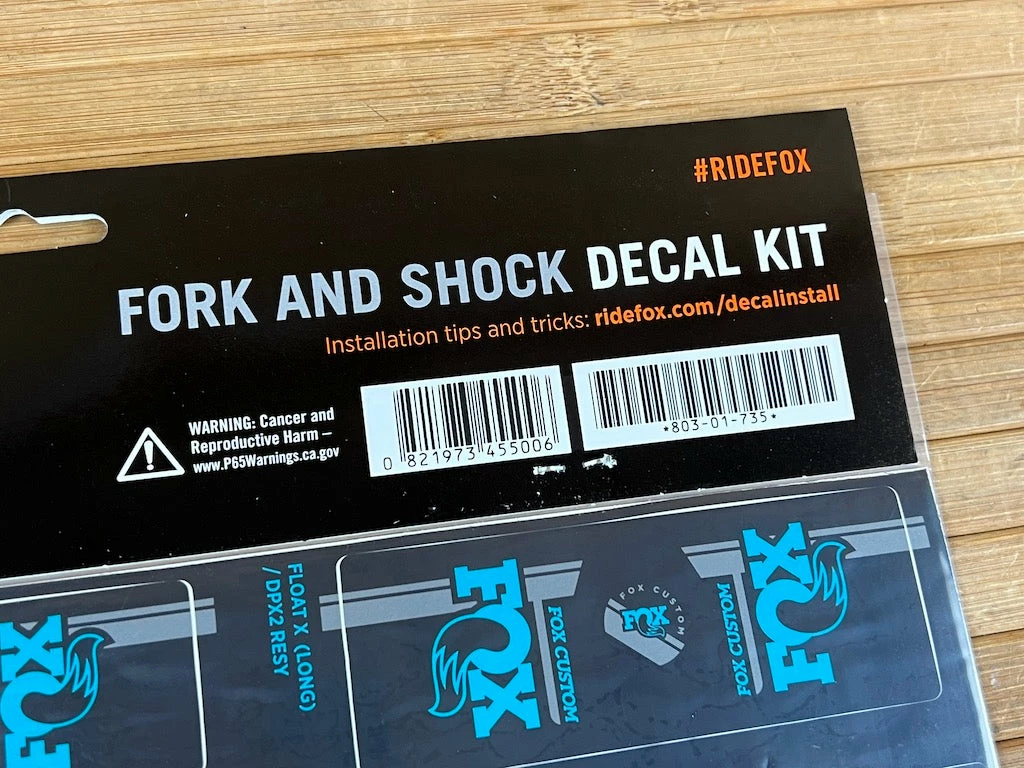 #RIDEFOX
FORK AND SHOCK DECAL KIT
Installation tips and tricks: ridefox.com/decalinstall
WARNING: Cancer and
Reproductive Harm –
www.P65Warnings.ca.gov
0 821973 455006
*803-01-735*
FOX
FLOAT X (LONG)
/ DPX2 RESV
FOX
FOX CUSTOM
FOX CUSTOM
FOX
FOX CUSTOM
FOX